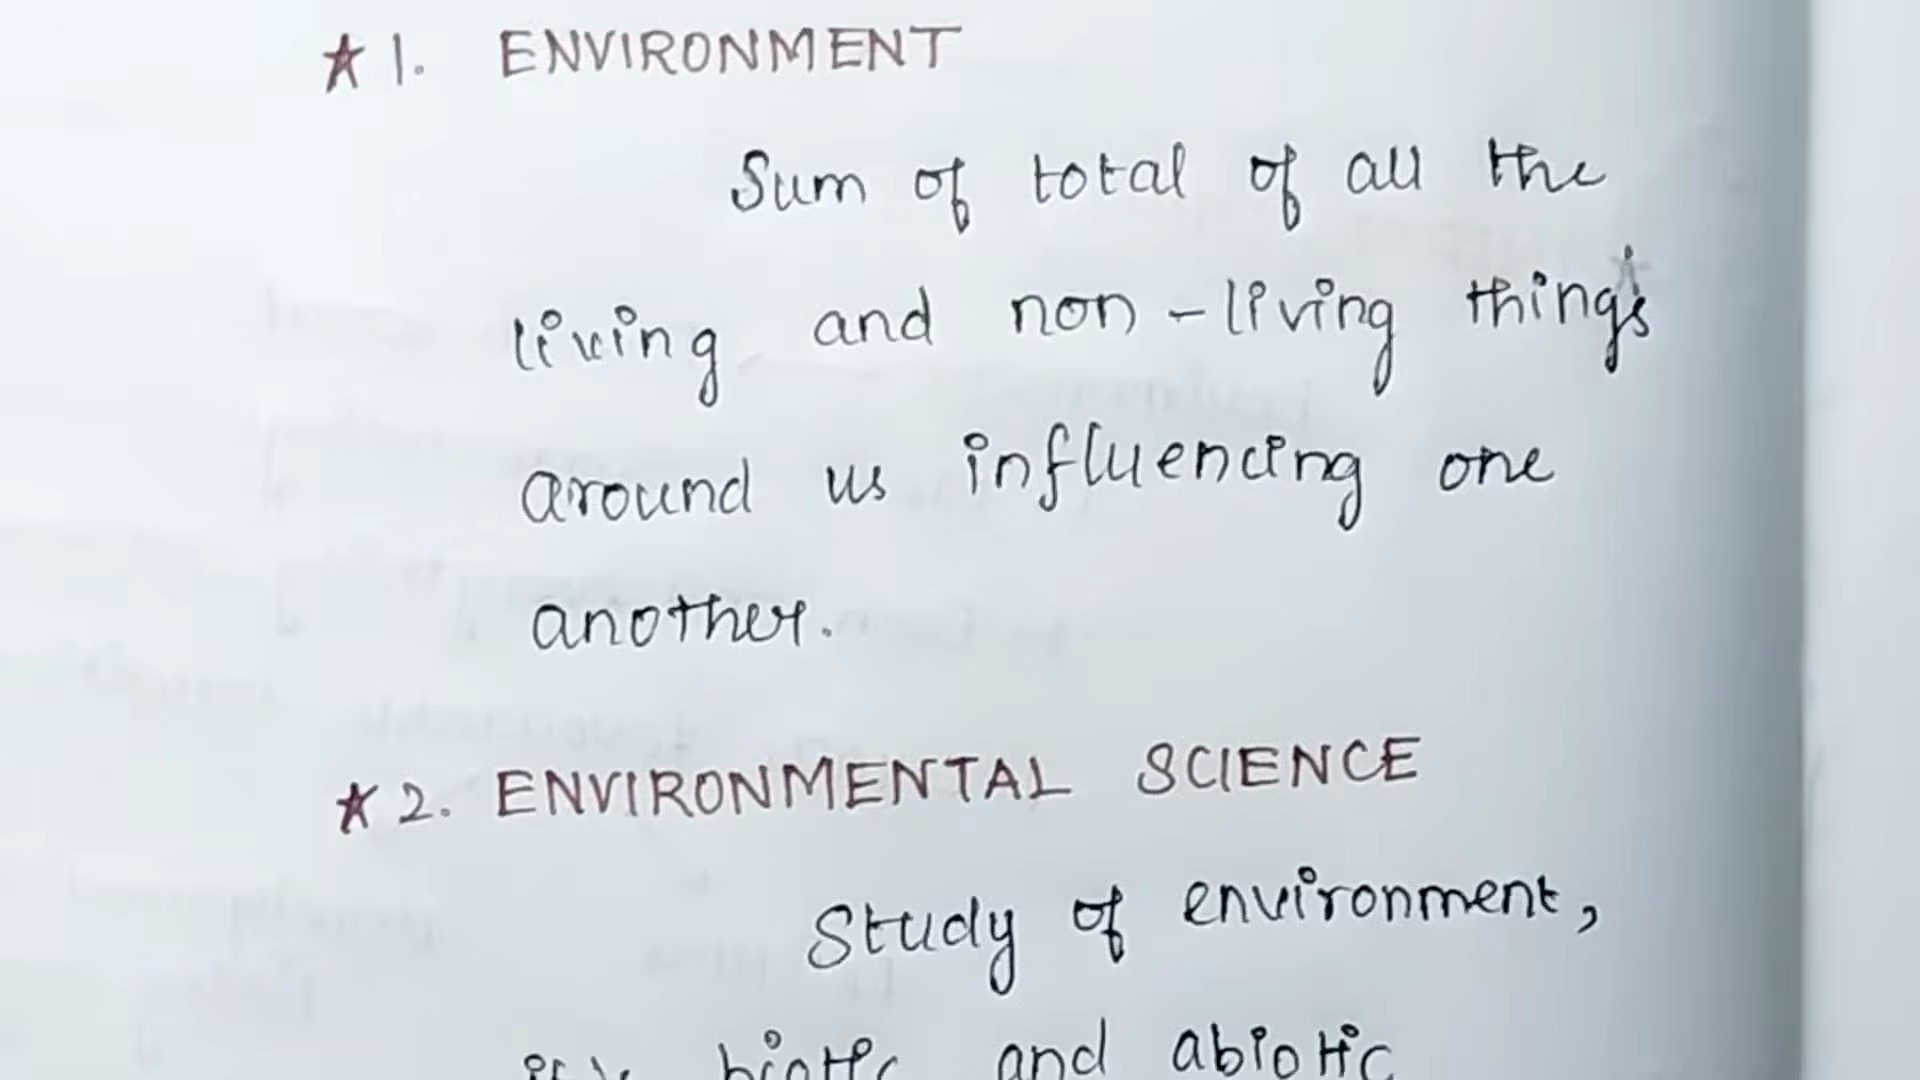 ★ 1. ENVIRONMENT
Sum of total of all the
living and non-living things
around us influencing one
another.
★ 2. ENVIRONMENTAL SCIENCE
Study of environment,
biotic and abiotic